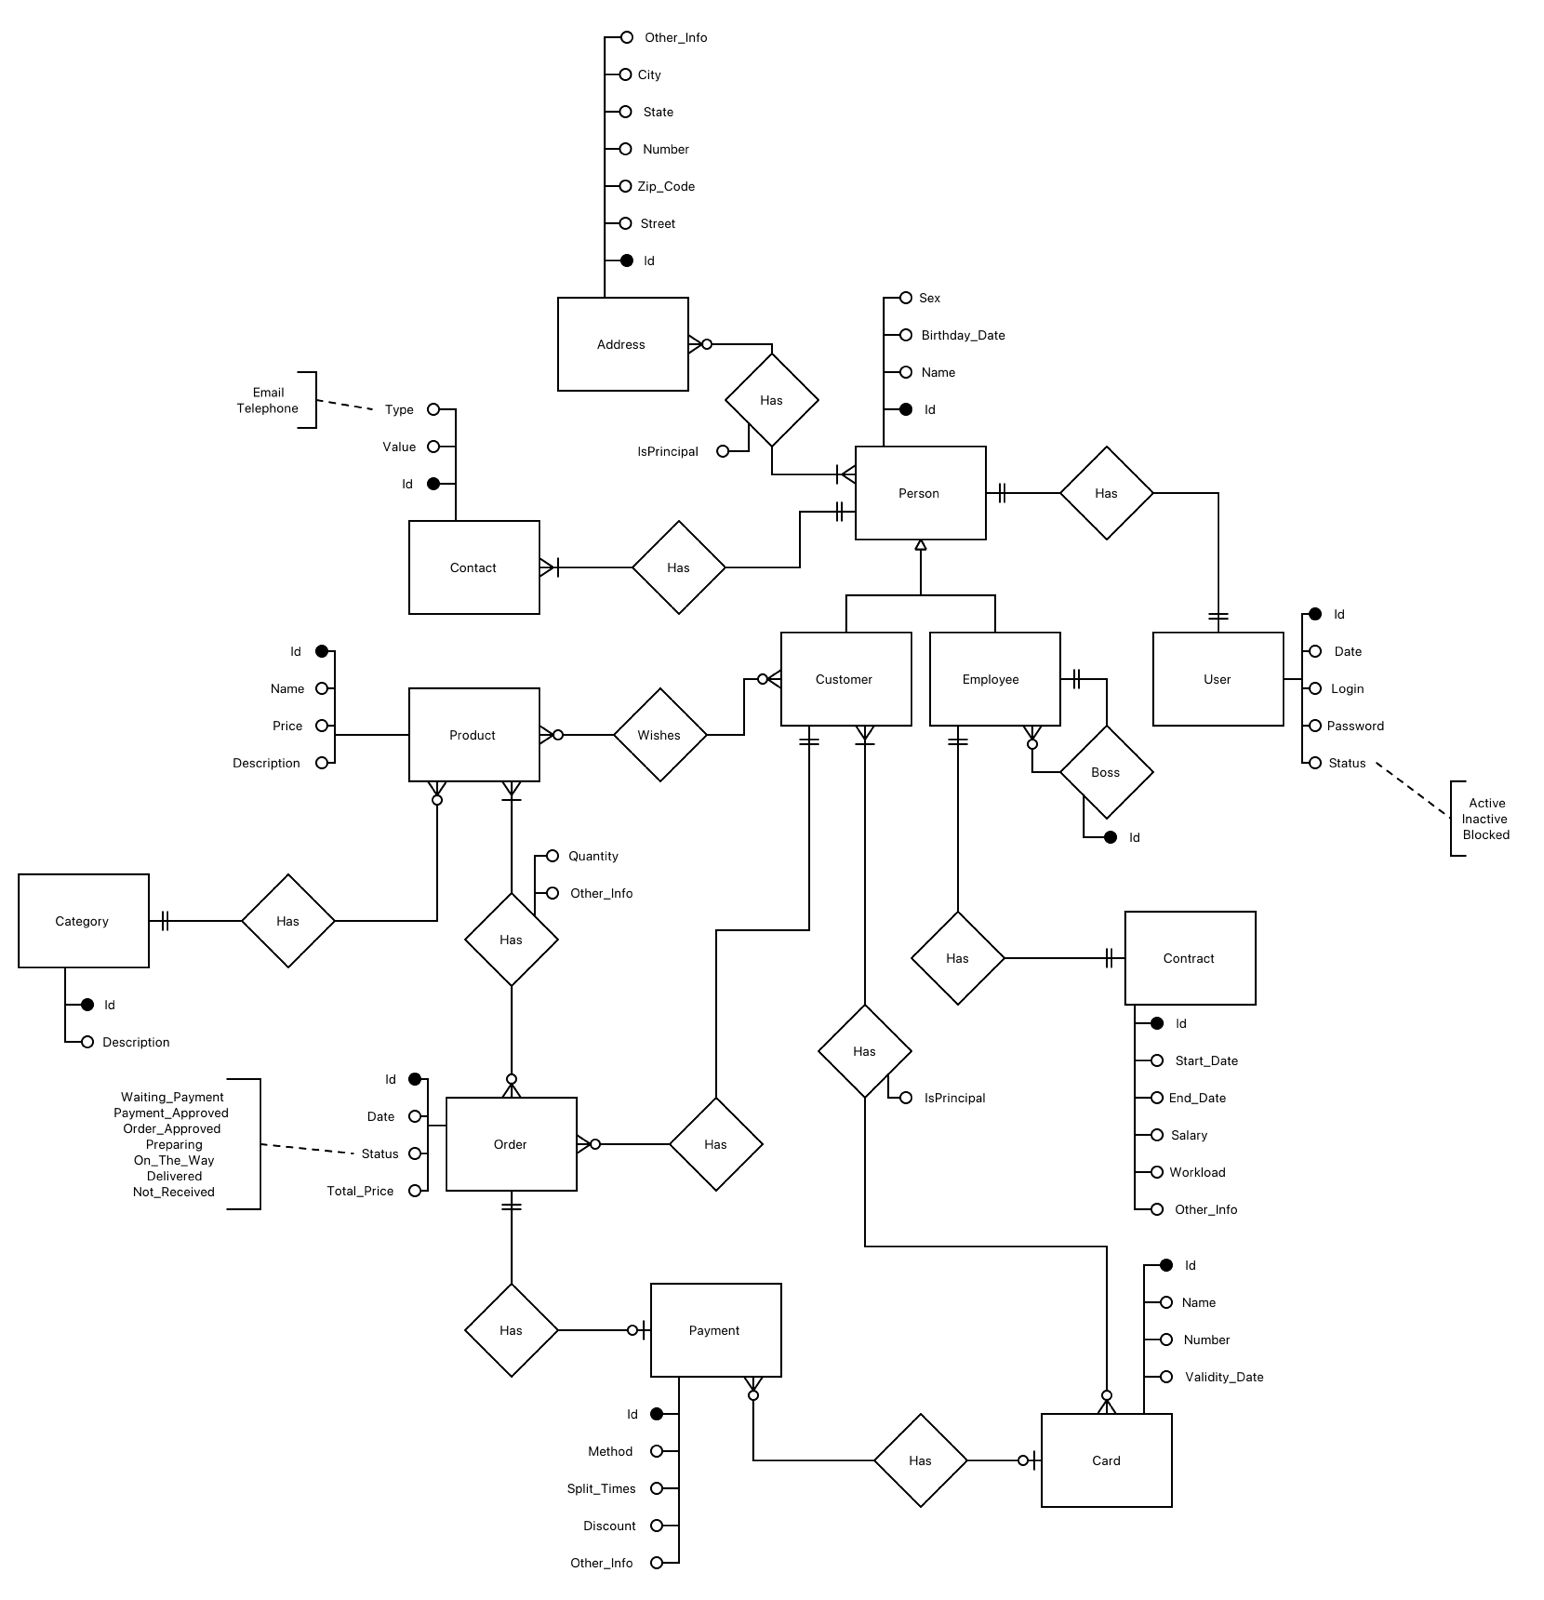 Other_Info
City
State
Number
Zip_Code
Street
Id
Address
Sex
Birthday_Date
Name
Id
Has
IsPrincipal
Email
Telephone
Type
Value
Id
Person
Has
Contact
Has
Id
Date
Login
Password
Status
User
Active
Inactive
Blocked
Customer
Employee
Boss
Id
Id
Name
Price
Description
Product
Wishes
Category
Has
Id
Description
Quantity
Other_Info
Has
Has
Contract
Id
Start_Date
End_Date
Salary
Workload
Other_Info
Has
IsPrincipal
Waiting_Payment
Payment_Approved
Order_Approved
Preparing
On_The_Way
Delivered
Not_Received
Id
Date
Status
Total_Price
Order
Has
Has
Payment
Id
Name
Number
Validity_Date
Id
Method
Split_Times
Discount
Other_Info
Has
Card